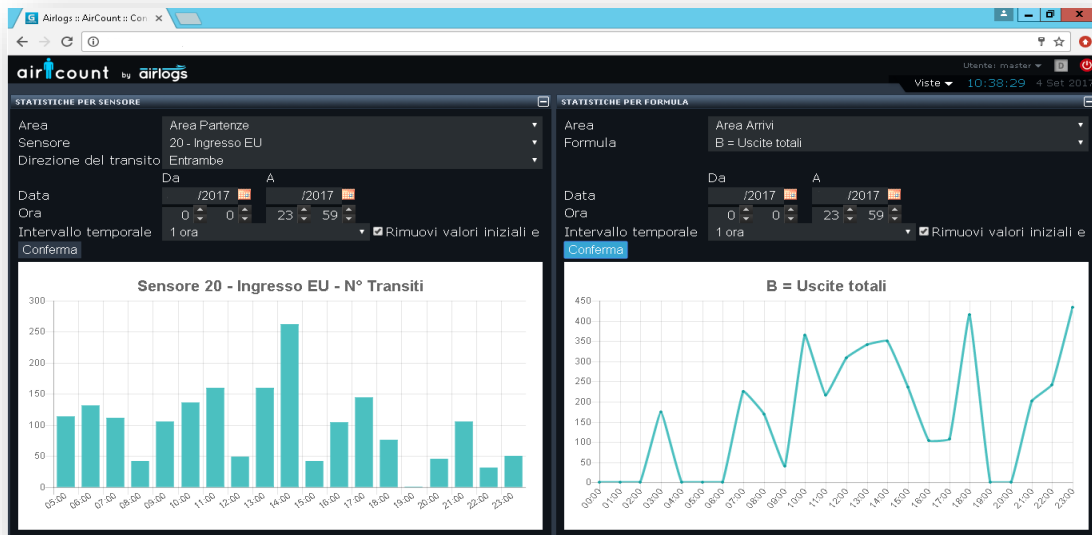 Airlogs :: AirCount :: Con
aircount by airlogs
Utente: master
D
Viste 10:38:29 4 Set 2017
STATISTICHE PER SENSORE
Area Area Partenze
Sensore 20 - Ingresso EU
Direzione del transito Entrambe
Da A
Data /2017 /2017
Ora 0 0 23 59
Intervallo temporale 1 ora Rimuovi valori iniziali e
Conferma
Sensore 20 - Ingresso EU - N° Transiti
300
250
200
150
100
50
0
05:00 06:00 07:00 08:00 09:00 10:00 11:00 12:00 13:00 14:00 15:00 16:00 17:00 18:00 19:00 20:00 21:00 22:00 23:00
STATISTICHE PER FORMULA
Area Area Arrivi
Formula B = Uscite totali
Da A
Data /2017 /2017
Ora 0 0 23 59
Intervallo temporale 1 ora Rimuovi valori iniziali e
Conferma
B = Uscite totali
450
400
350
300
250
200
150
100
50
0
00:00 01:00 02:00 03:00 04:00 05:00 06:00 07:00 08:00 09:00 10:00 11:00 12:00 13:00 14:00 15:00 16:00 17:00 18:00 19:00 20:00 21:00 22:00 23:00